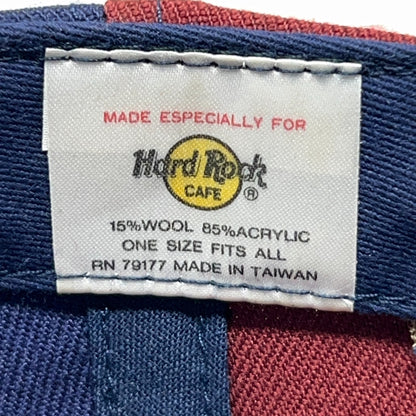 MADE ESPECIALLY FOR
Hard Rock
CAFE ®
15%WOOL 85%ACRYLIC
ONE SIZE FITS ALL
RN 79177 MADE IN TAIWAN